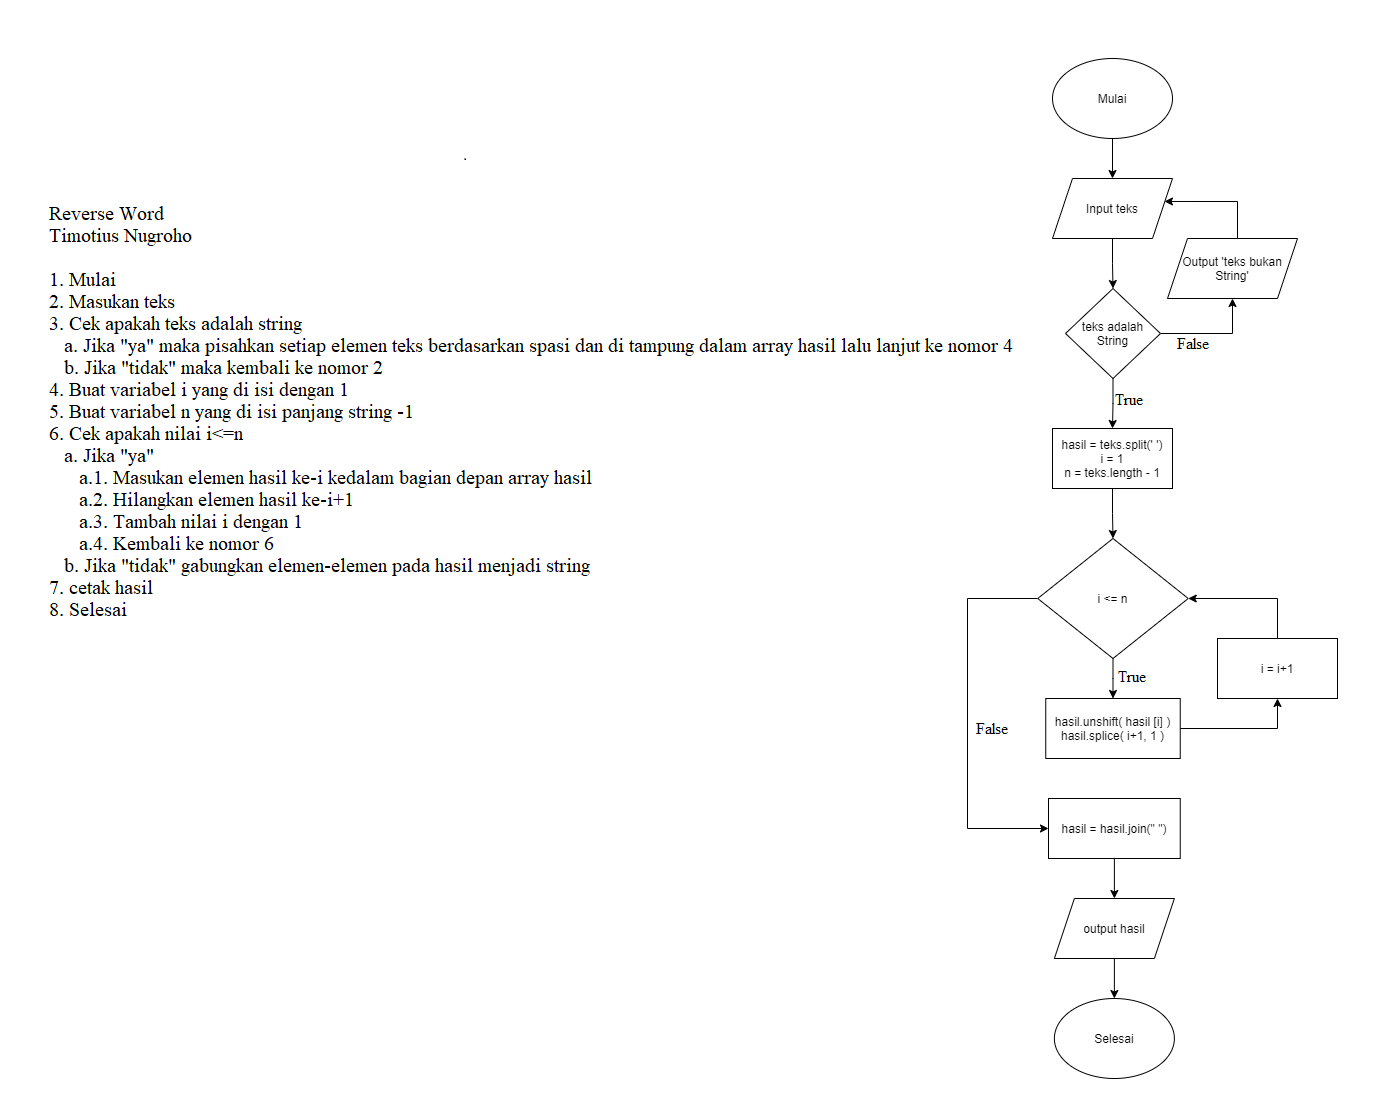 Reverse Word
Timotius Nugroho
1. Mulai
2. Masukan teks
3. Cek apakah teks adalah string
a. Jika "ya" maka pisahkan setiap elemen teks berdasarkan spasi dan di tampung dalam array hasil lalu lanjut ke nomor 4
b. Jika "tidak" maka kembali ke nomor 2
4. Buat variabel i yang di isi dengan 1
5. Buat variabel n yang di isi panjang string -1
6. Cek apakah nilai i<=n
a. Jika "ya"
a.1. Masukan elemen hasil ke-i kedalam bagian depan array hasil
a.2. Hilangkan elemen hasil ke-i+1
a.3. Tambah nilai i dengan 1
a.4. Kembali ke nomor 6
b. Jika "tidak" gabungkan elemen-elemen pada hasil menjadi string
7. cetak hasil
8. Selesai
Mulai
Input teks
Output 'teks bukan
String'
teks adalah
String
False
True
hasil = teks.split(' ')
i = 1
n = teks.length - 1
i <= n
True
i = i+1
hasil.unshift( hasil [i] )
hasil.splice( i+1, 1 )
False
hasil = hasil.join(" ")
output hasil
Selesai